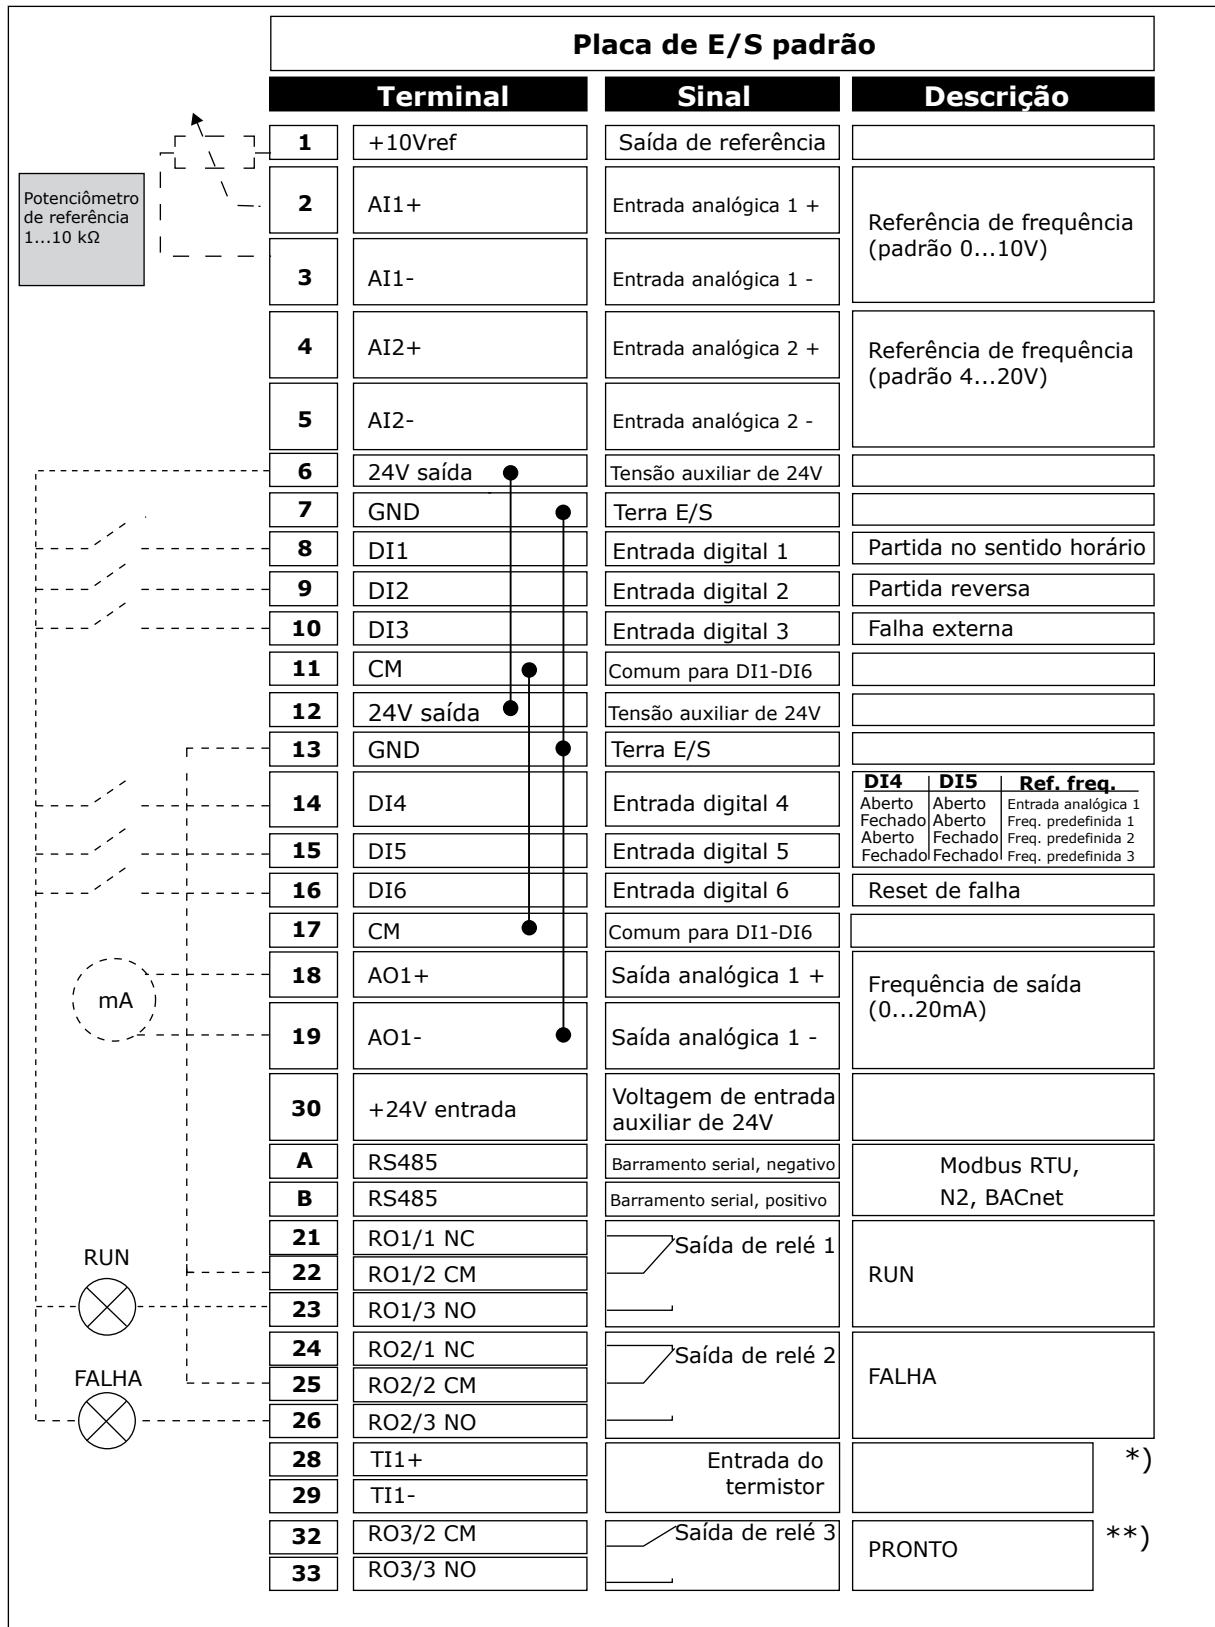 Placa de E/S padrão
Terminal Sinal Descrição
1 +10Vref Saída de referência
Potenciômetro
de referência
1...10 kΩ
2 AI1+ Entrada analógica 1 +
Referência de frequência
(padrão 0...10V)
3 AI1- Entrada analógica 1 -
4 AI2+ Entrada analógica 2 +
Referência de frequência
(padrão 4...20V)
5 AI2- Entrada analógica 2 -
6 24V saída Tensão auxiliar de 24V
7 GND Terra E/S
8 DI1 Entrada digital 1 Partida no sentido horário
9 DI2 Entrada digital 2 Partida reversa
10 DI3 Entrada digital 3 Falha externa
11 CM Comum para DI1-DI6
12 24V saída Tensão auxiliar de 24V
13 GND Terra E/S
14 DI4 Entrada digital 4
DI4 DI5 Ref. freq.
Aberto Aberto Entrada analógica 1
Fechado Aberto Freq. predefinida 1
Aberto Fechado Freq. predefinida 2
Fechado Fechado Freq. predefinida 3
15 DI5 Entrada digital 5
16 DI6 Entrada digital 6 Reset de falha
17 CM Comum para DI1-DI6
18 AO1+ Saída analógica 1 +
mA
Frequência de saída
(0...20mA)
19 AO1- Saída analógica 1 -
30 +24V entrada
Voltagem de entrada
auxiliar de 24V
A RS485 Barramento serial, negativo
Modbus RTU,
N2, BACnet
B RS485 Barramento serial, positivo
21 RO1/1 NC Saída de relé 1
RUN
22 RO1/2 CM RUN
23 RO1/3 NO
24 RO2/1 NC Saída de relé 2
FALHA
25 RO2/2 CM FALHA
26 RO2/3 NO
28 TI1+
Entrada do
termistor
*)
29 TI1-
32 RO3/2 CM Saída de relé 3
PRONTO
**)
33 RO3/3 NO